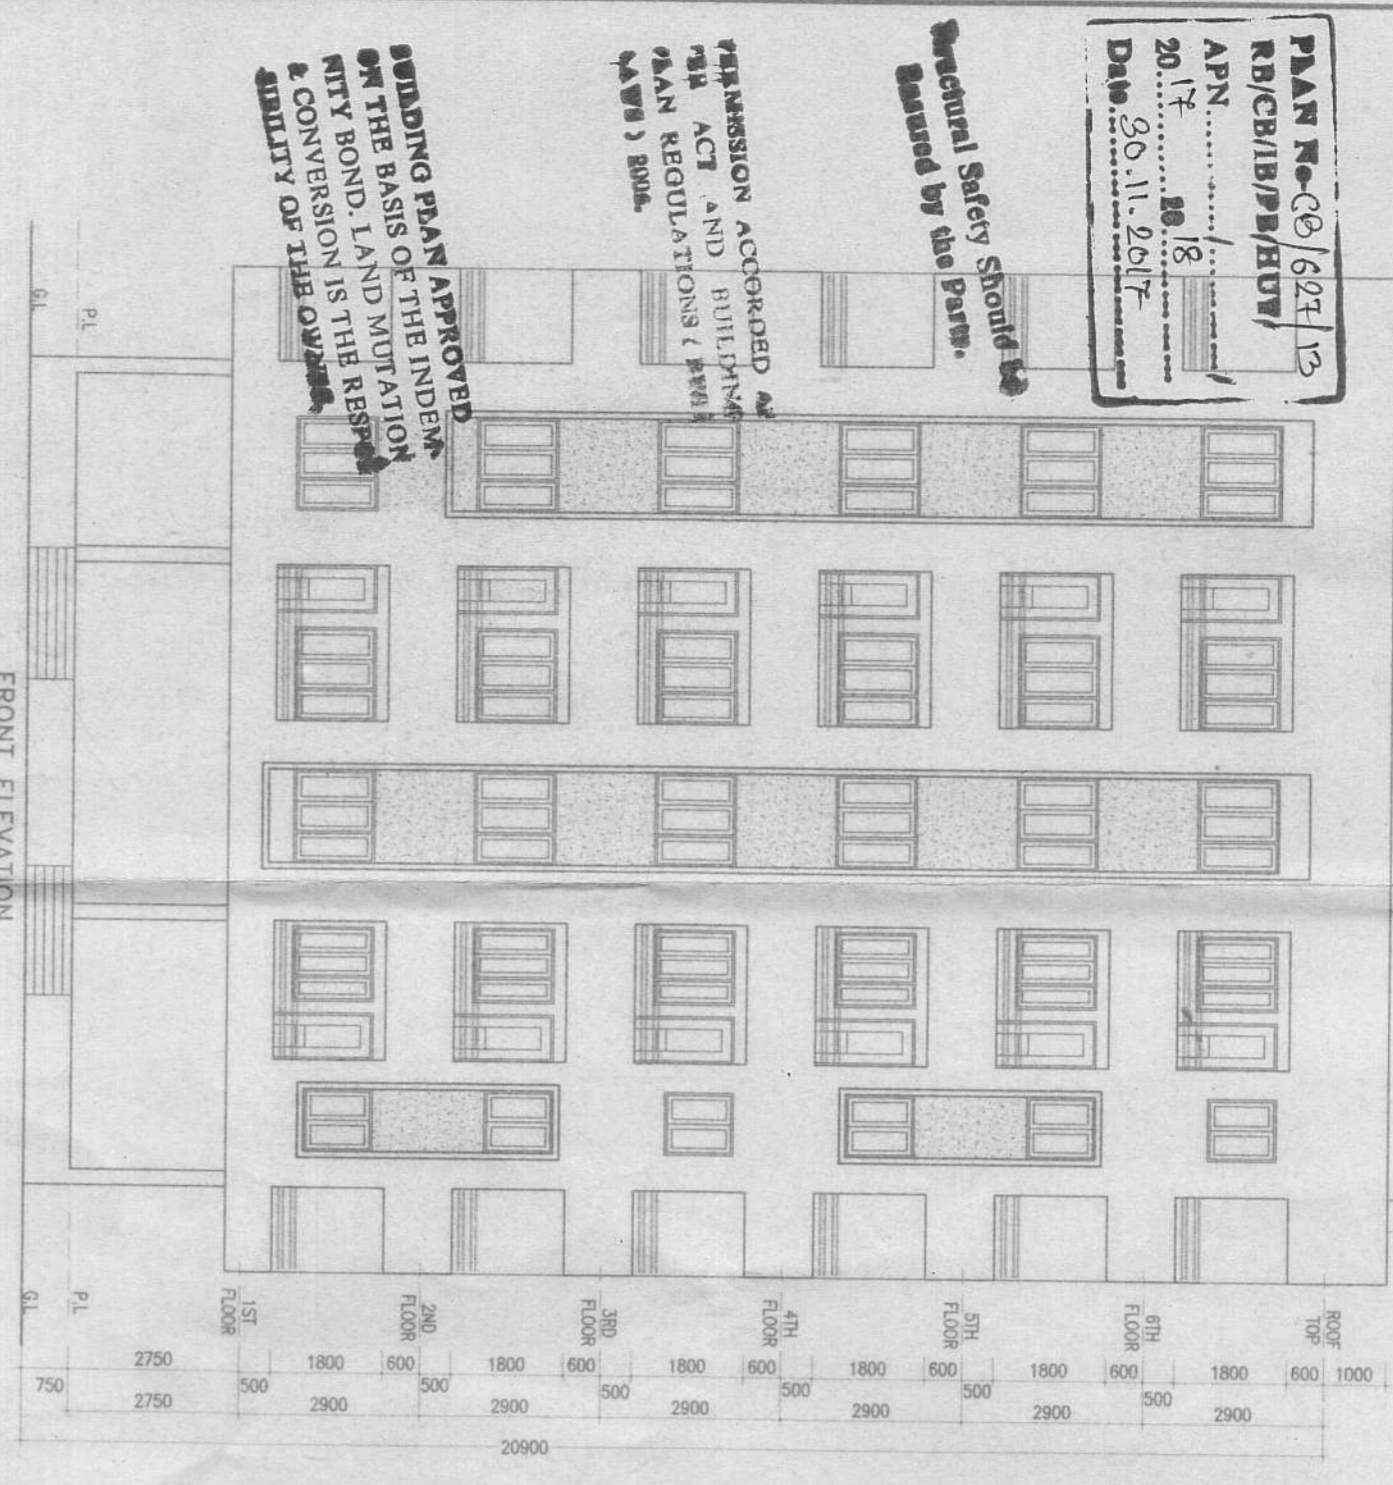 PLAN No-CB/627/13
RB/CB/IB/PB/HUT/
APN ........../........../
20.17........ 20 18........
Date 30.11.2017
Structural Safety Should be
Ensured by the Party.
PERMISSION ACCORDED AS
PER ACT AND BUILDING
PLAN REGULATIONS (
LAWS) 2006.
BUILDING PLAN APPROVED
ON THE BASIS OF THE INDEM-
NITY BOND. LAND MUTATION
& CONVERSION IS THE RESPON
SIBILITY OF THE OWNER.
P.L
G.L
ROOF
TOP
6TH
FLOOR
5TH
FLOOR
4TH
FLOOR
3RD
FLOOR
2ND
FLOOR
1ST
FLOOR
P.L
G.L
1000
600
1800
500
2900
600
1800
500
2900
600
1800
500
2900
600
1800
500
2900
600
1800
500
2900
600
1800
500
2900
2750
2750
750
20900
FRONT ELEVATION